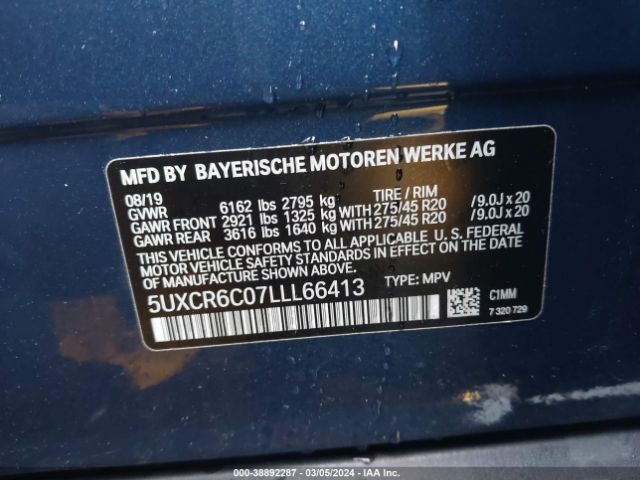 MFD BY BAYERISCHE MOTOREN WERKE AG
08/19 TIRE / RIM
GVWR 6162 lbs 2795 kg
GAWR FRONT 2921 lbs 1325 kg WITH 275/45 R20 / 9.0J x 20
GAWR REAR 3616 lbs 1640 kg WITH 275/45 R20 / 9.0J x 20
THIS VEHICLE CONFORMS TO ALL APPLICABLE U. S. FEDERAL
MOTOR VEHICLE SAFETY STANDARDS IN EFFECT ON THE DATE
OF MANUFACTURE SHOWN ABOVE.
5UXCR6C07LLL66413 TYPE: MPV
C1MM
7 320 729
000-38892287 - 03/05/2024 - IAA Inc.